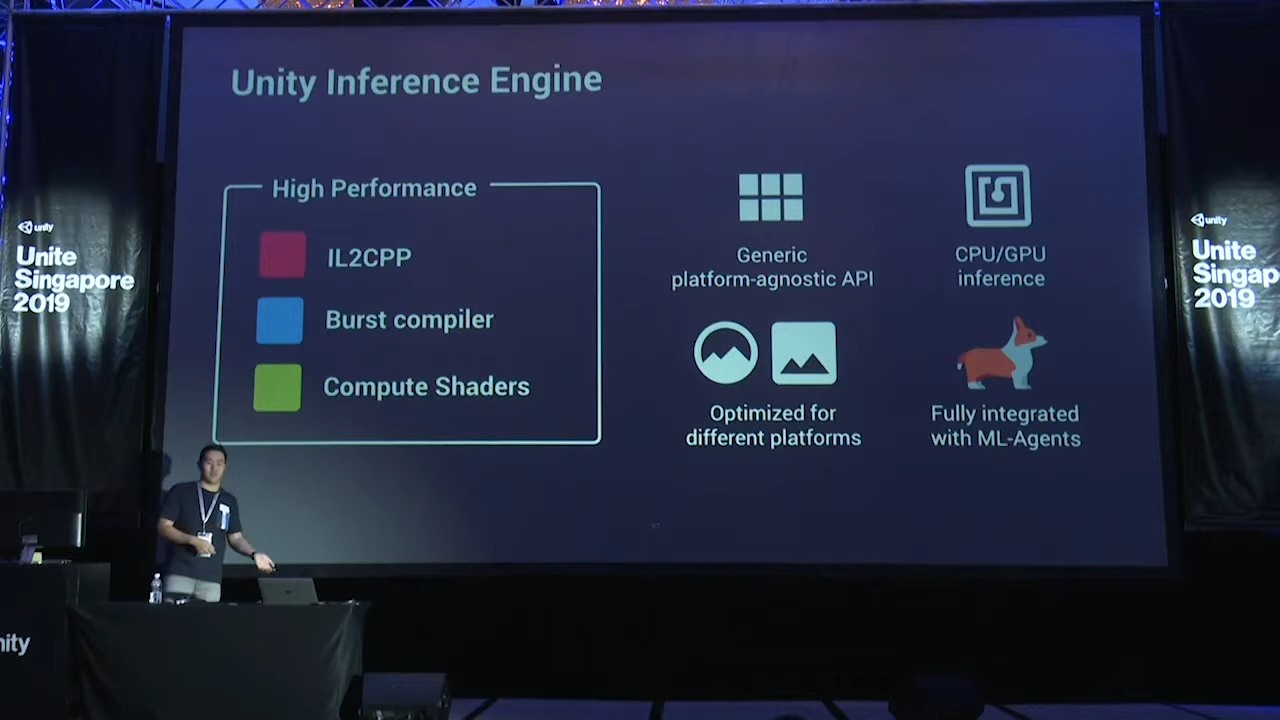 Unity Inference Engine
High Performance
IL2CPP
Burst compiler
Compute Shaders
Generic
platform-agnostic API
CPU/GPU
inference
Optimized for
different platforms
Fully integrated
with ML-Agents
unity
Unite
Singapore
2019
unity
Unite
Singap
2019
nity